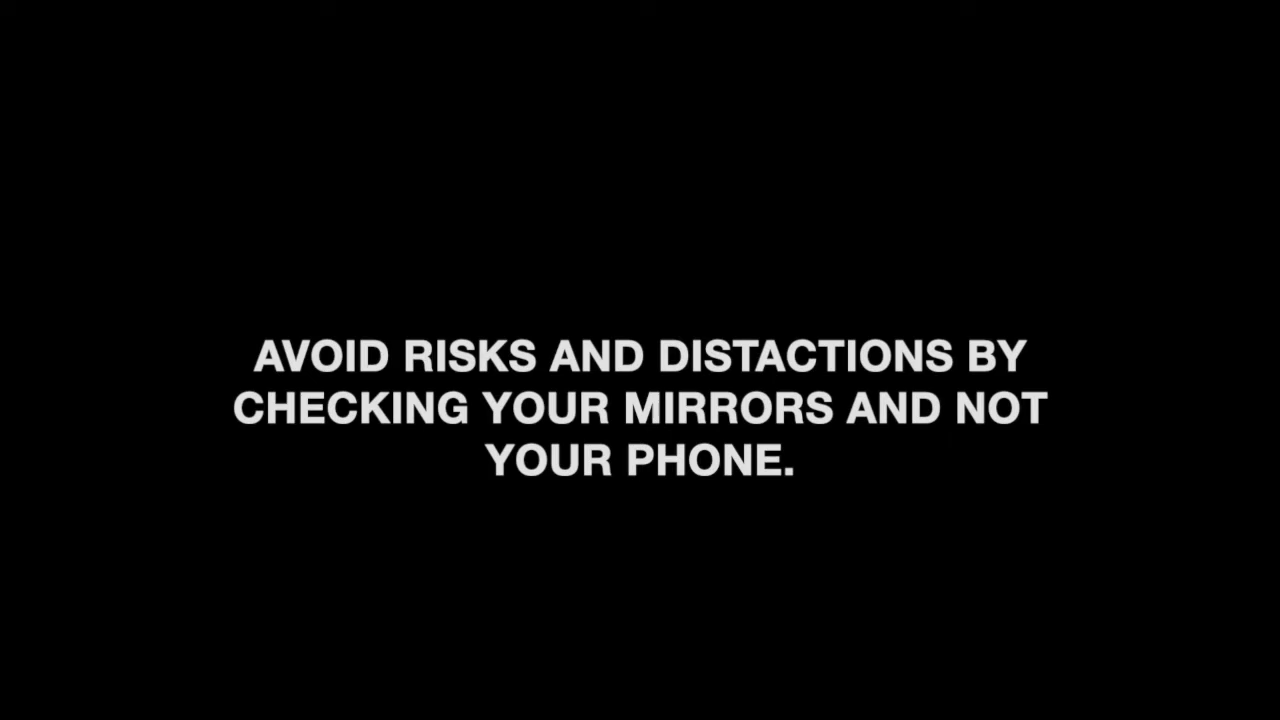 AVOID RISKS AND DISTACTIONS BY
CHECKING YOUR MIRRORS AND NOT
YOUR PHONE.